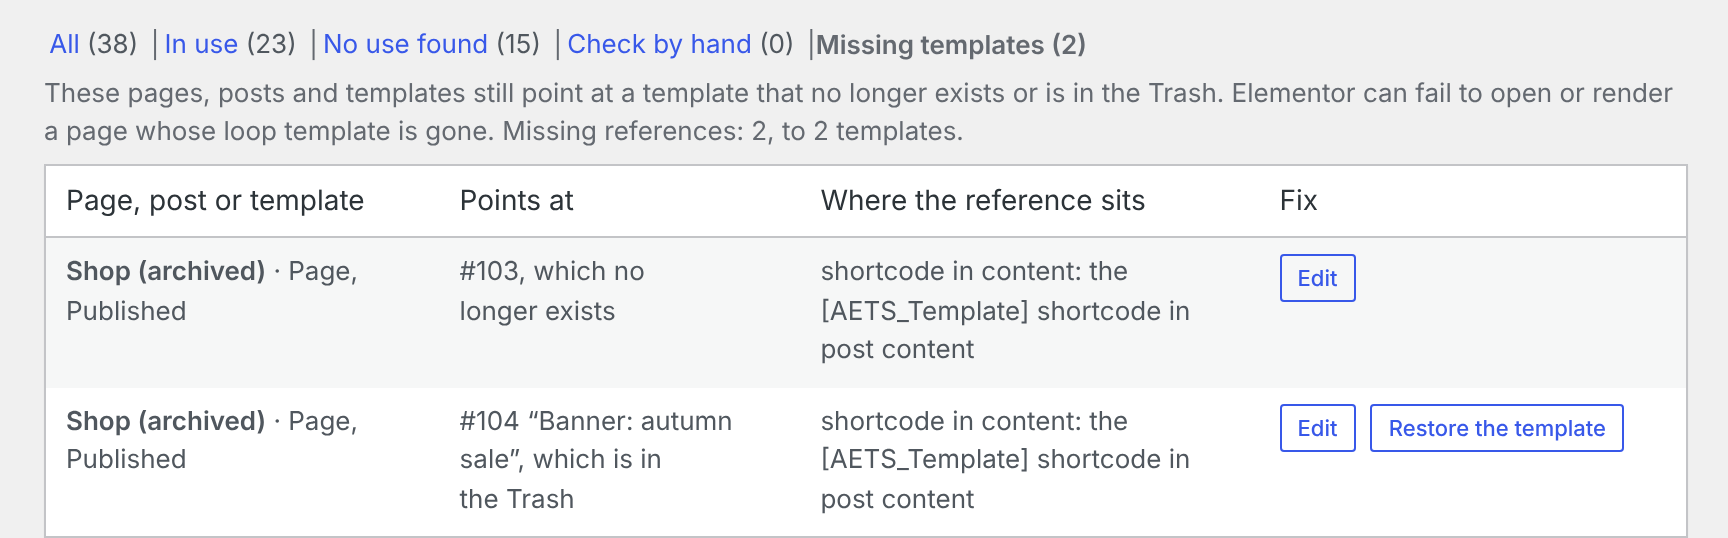 All (38) | In use (23) | No use found (15) | Check by hand (0) | Missing templates (2)
These pages, posts and templates still point at a template that no longer exists or is in the Trash. Elementor can fail to open or render
a page whose loop template is gone. Missing references: 2, to 2 templates.
Page, post or template Points at Where the reference sits Fix
Shop (archived) · Page,
Published
#103, which no
longer exists
shortcode in content: the
[AETS_Template] shortcode in
post content
Edit
Shop (archived) · Page,
Published
#104 “Banner: autumn
sale”, which is in
the Trash
shortcode in content: the
[AETS_Template] shortcode in
post content
Edit Restore the template